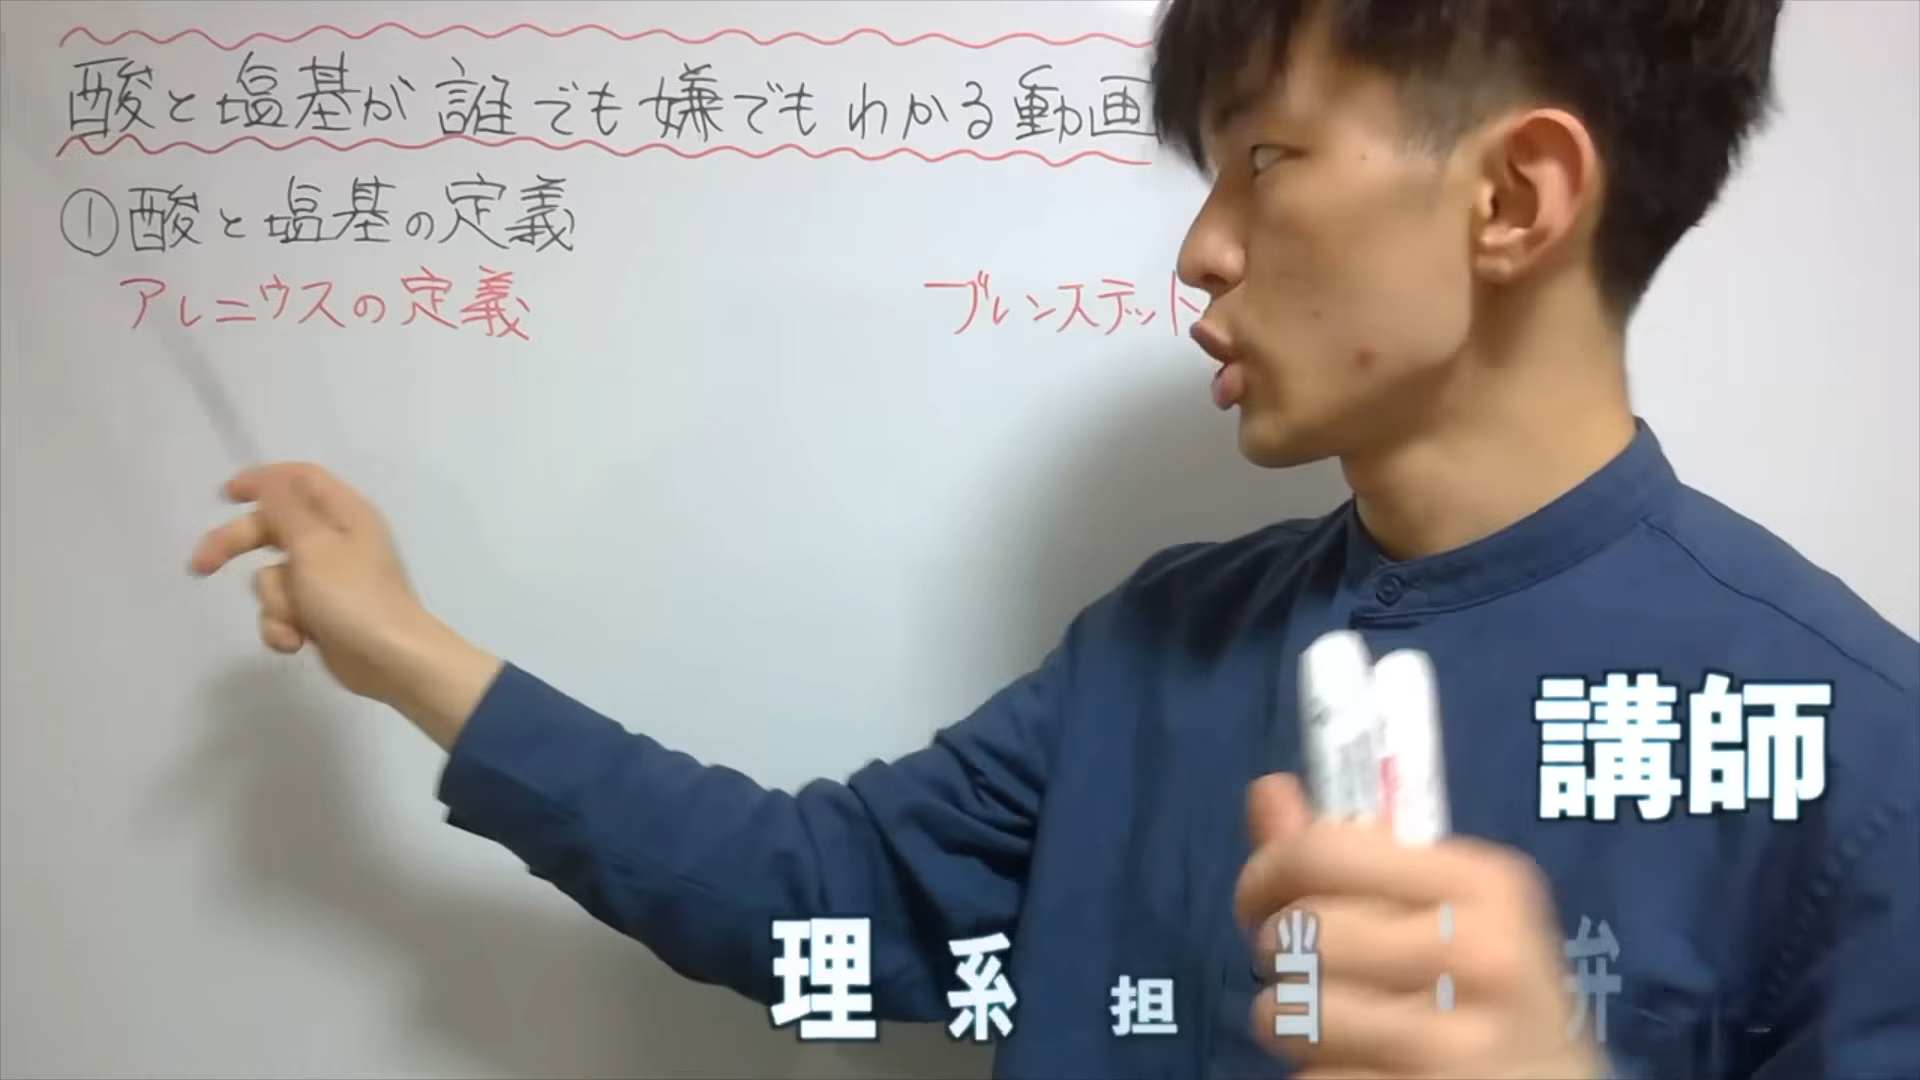 酸と塩基が誰でも嫌でもわかる動画
①酸と塩基の定義
アレニウスの定義
ブレンステッド
講師
理系担当